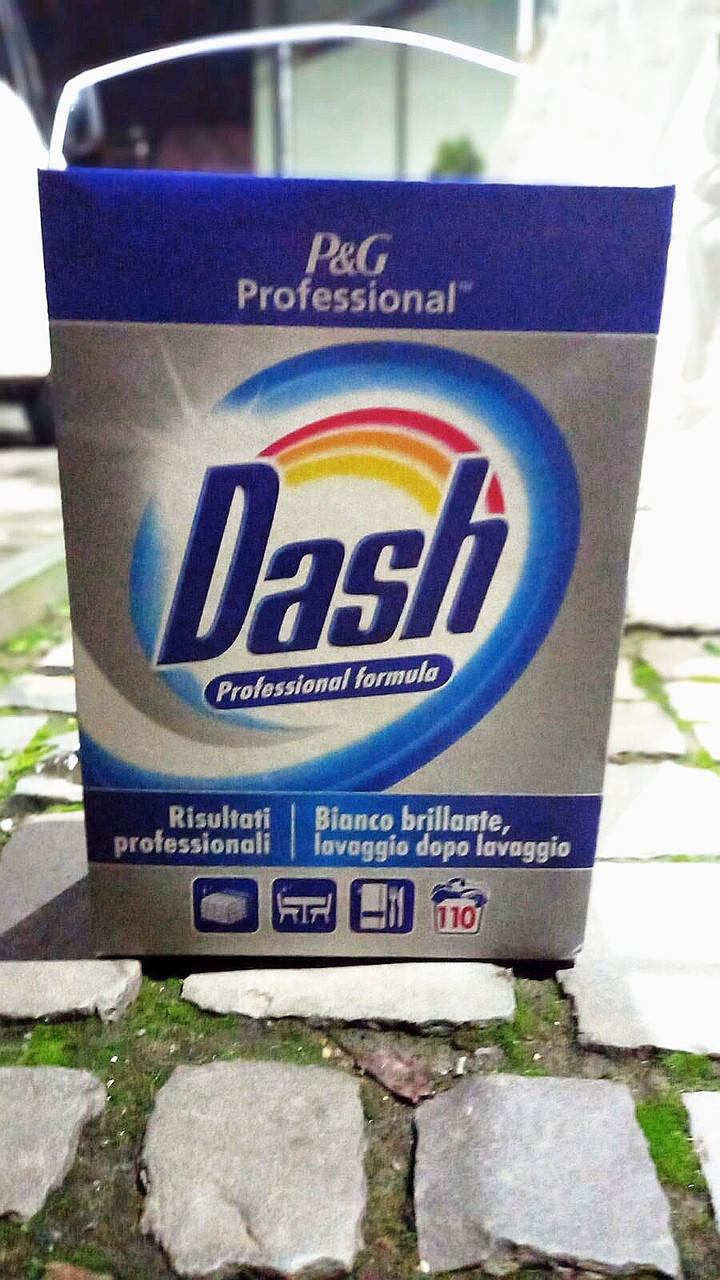 P&G
Professional™
Dash
Professional formula
Risultati
professionali
Bianco brillante,
lavaggio dopo lavaggio
110